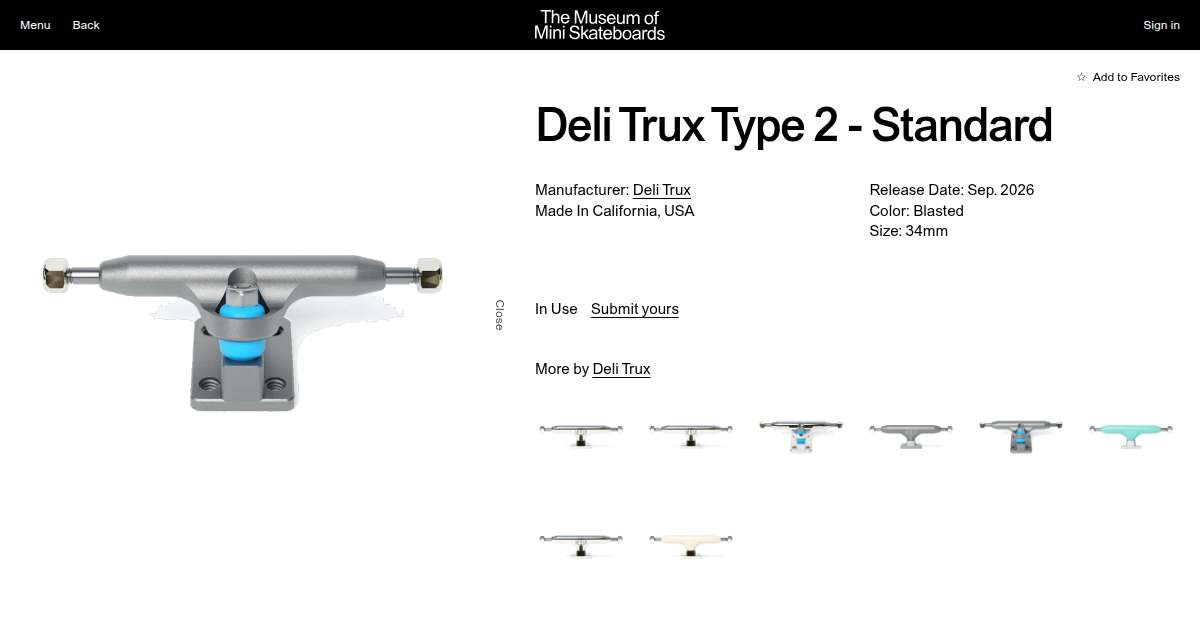 Menu
Back
The Museum of
Mini Skateboards
Sign in
☆ Add to Favorites
Deli Trux Type 2 - Standard
Manufacturer: Deli Trux
Made In California, USA
Release Date: Sep. 2026
Color: Blasted
Size: 34mm
Close
In Use Submit yours
More by Deli Trux